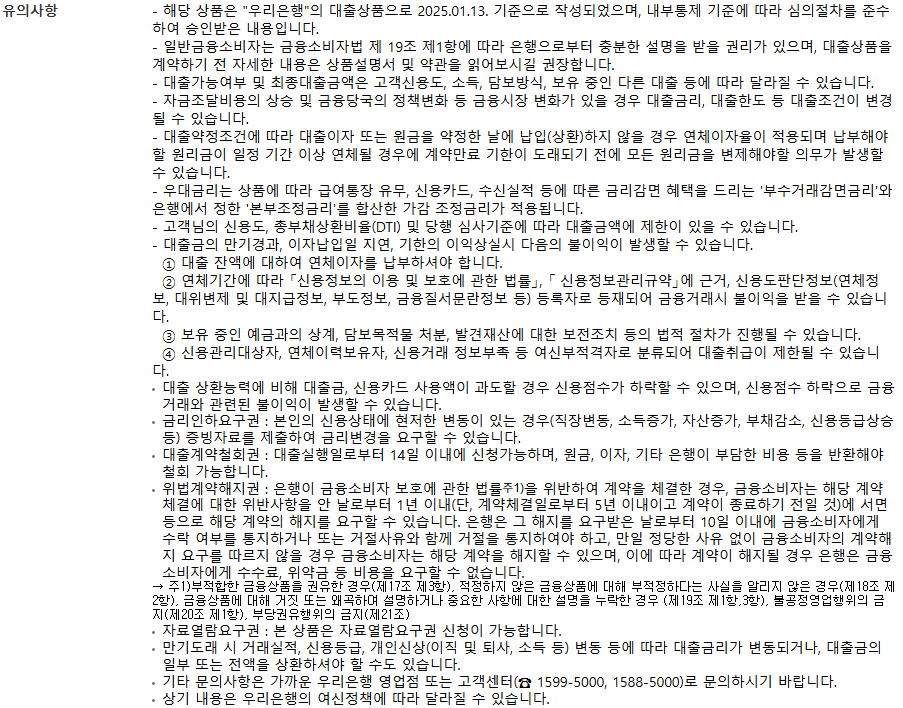 유의사항
- 해당 상품은 "우리은행"의 대출상품으로 2025.01.13. 기준으로 작성되었으며, 내부통제 기준에 따라 심의절차를 준수
하여 승인받은 내용입니다.
- 일반금융소비자는 금융소비자법 제 19조 제1항에 따라 은행으로부터 충분한 설명을 받을 권리가 있으며, 대출상품을
계약하기 전 자세한 내용은 상품설명서 및 약관을 읽어보시길 권장합니다.
- 대출가능여부 및 최종대출금액은 고객신용도, 소득, 담보방식, 보유 중인 다른 대출 등에 따라 달라질 수 있습니다.
- 자금조달비용의 상승 및 금융당국의 정책변화 등 금융시장 변화가 있을 경우 대출금리, 대출한도 등 대출조건이 변경
될 수 있습니다.
- 대출약정조건에 따라 대출이자 또는 원금을 약정한 날에 납입(상환)하지 않을 경우 연체이자율이 적용되며 납부해야
할 원리금이 일정 기간 이상 연체될 경우에 계약만료 기한이 도래되기 전에 모든 원리금을 변제해야할 의무가 발생할
수 있습니다.
- 우대금리는 상품에 따라 급여통장 유무, 신용카드, 수신실적 등에 따른 금리감면 혜택을 드리는 '부수거래감면금리'와
은행에서 정한 '본부조정금리'를 합산한 가감 조정금리가 적용됩니다.
- 고객님의 신용도, 총부채상환비율(DTI) 및 당행 심사기준에 따라 대출금액에 제한이 있을 수 있습니다.
- 대출금의 만기경과, 이자납입일 지연, 기한의 이익상실시 다음의 불이익이 발생할 수 있습니다.
① 대출 잔액에 대하여 연체이자를 납부하셔야 합니다.
② 연체기간에 따라 「신용정보의 이용 및 보호에 관한 법률」, 「 신용정보관리규약」에 근거, 신용도판단정보(연체정
보, 대위변제 및 대지급정보, 부도정보, 금융질서문란정보 등) 등록자로 등재되어 금융거래시 불이익을 받을 수 있습니
다.
③ 보유 중인 예금과의 상계, 담보목적물 처분, 발견재산에 대한 보전조치 등의 법적 절차가 진행될 수 있습니다.
④ 신용관리대상자, 연체이력보유자, 신용거래 정보부족 등 여신부적격자로 분류되어 대출취급이 제한될 수 있습니
다.
• 대출 상환능력에 비해 대출금, 신용카드 사용액이 과도할 경우 신용점수가 하락할 수 있으며, 신용점수 하락으로 금융
거래와 관련된 불이익이 발생할 수 있습니다.
• 금리인하요구권 : 본인의 신용상태에 현저한 변동이 있는 경우(직장변동, 소득증가, 자산증가, 부채감소, 신용등급상승
등) 증빙자료를 제출하여 금리변경을 요구할 수 있습니다.
• 대출계약철회권 : 대출실행일로부터 14일 이내에 신청가능하며, 원금, 이자, 기타 은행이 부담한 비용 등을 반환해야
철회 가능합니다.
• 위법계약해지권 : 은행이 금융소비자 보호에 관한 법률주1)을 위반하여 계약을 체결한 경우, 금융소비자는 해당 계약
체결에 대한 위반사항을 안 날로부터 1년 이내(단, 계약체결일로부터 5년 이내이고 계약이 종료하기 전일 것)에 서면
등으로 해당 계약의 해지를 요구할 수 있습니다. 은행은 그 해지를 요구받은 날로부터 10일 이내에 금융소비자에게
수락 여부를 통지하거나 또는 거절사유와 함께 거절을 통지하여야 하고, 만일 정당한 사유 없이 금융소비자의 계약해
지 요구를 따르지 않을 경우 금융소비자는 해당 계약을 해지할 수 있으며, 이에 따라 계약이 해지될 경우 은행은 금융
소비자에게 수수료, 위약금 등 비용을 요구할 수 없습니다.
→ 주1)부적합한 금융상품을 권유한 경우(제17조 제3항), 적정하지 않은 금융상품에 대해 부적정하다는 사실을 알리지 않은 경우(제18조 제
2항), 금융상품에 대해 거짓 또는 왜곡하여 설명하거나 중요한 사항에 대한 설명을 누락한 경우 (제19조 제1항,3항), 불공정영업행위의 금
지(제20조 제1항), 부당권유행위의 금지(제21조)
• 자료열람요구권 : 본 상품은 자료열람요구권 신청이 가능합니다.
• 만기도래 시 거래실적, 신용등급, 개인신상(이직 및 퇴사, 소득 등) 변동 등에 따라 대출금리가 변동되거나, 대출금의
일부 또는 전액을 상환하셔야 할 수도 있습니다.
• 기타 문의사항은 가까운 우리은행 영업점 또는 고객센터(☎ 1599-5000, 1588-5000)로 문의하시기 바랍니다.
• 상기 내용은 우리은행의 여신정책에 따라 달라질 수 있습니다.